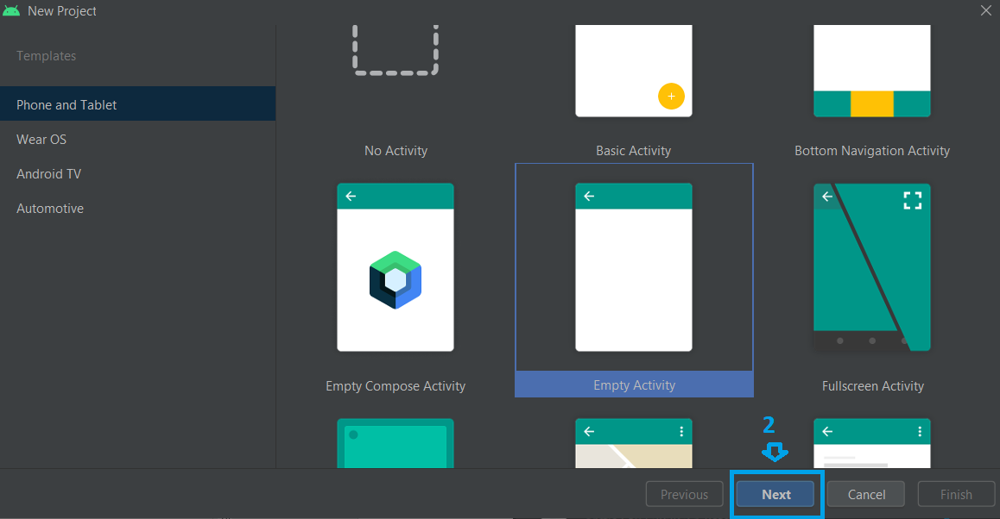 New Project
Templates
Phone and Tablet
Wear OS
Android TV
Automotive
No Activity
Basic Activity
Bottom Navigation Activity
Empty Compose Activity
Empty Activity
Fullscreen Activity
2
Previous
Next
Cancel
Finish